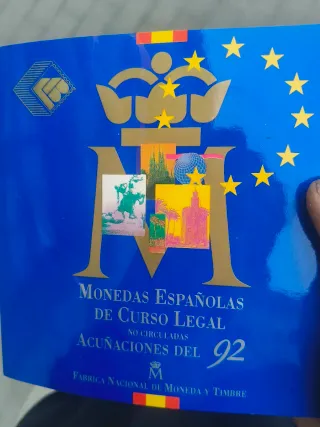 M
MONEDAS ESPAÑOLAS
DE CURSO LEGAL
NO CIRCULADAS
ACUÑACIONES DEL 92
M
FABRICA NACIONAL DE MONEDA Y TIMBRE